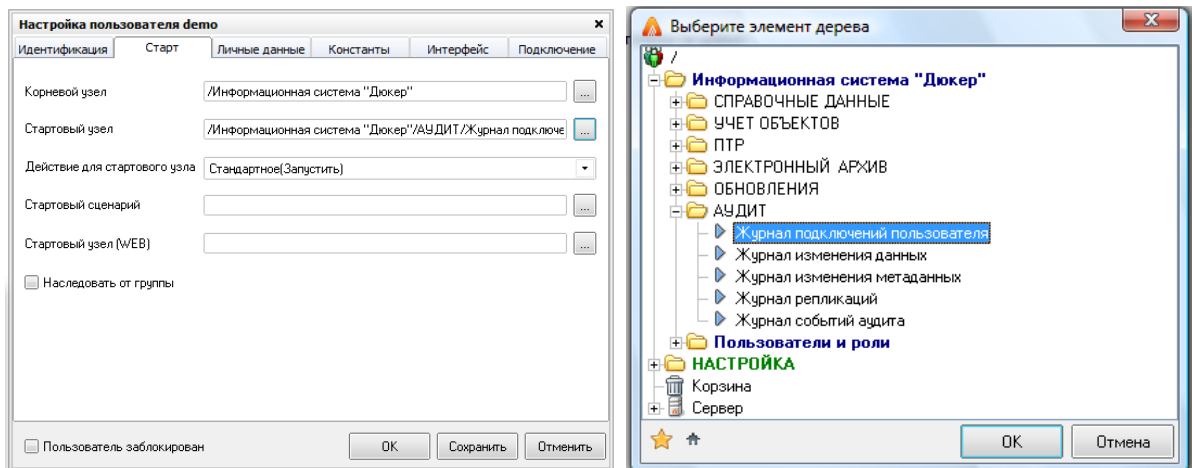 Настройка пользователя demo
Идентификация Старт Личные данные Константы Интерфейс Подключение
Корневой узел /Информационная система "Дюкер" ...
Стартовый узел /Информационная система "Дюкер"/АУДИТ/Журнал подключе ...
Действие для стартового узла Стандартное(Запустить)
Стартовый сценарий ...
Стартовый узел (WEB) ...
Наследовать от группы
Пользователь заблокирован OK Сохранить Отменить
Выберите элемент дерева
/
Информационная система "Дюкер"
СПРАВОЧНЫЕ ДАННЫЕ
УЧЕТ ОБЪЕКТОВ
ПТР
ЭЛЕКТРОННЫЙ АРХИВ
ОБНОВЛЕНИЯ
АУДИТ
Журнал подключений пользователя
Журнал изменения данных
Журнал изменения метаданных
Журнал репликаций
Журнал событий аудита
Пользователи и роли
НАСТРОЙКА
Корзина
Сервер
OK Отмена